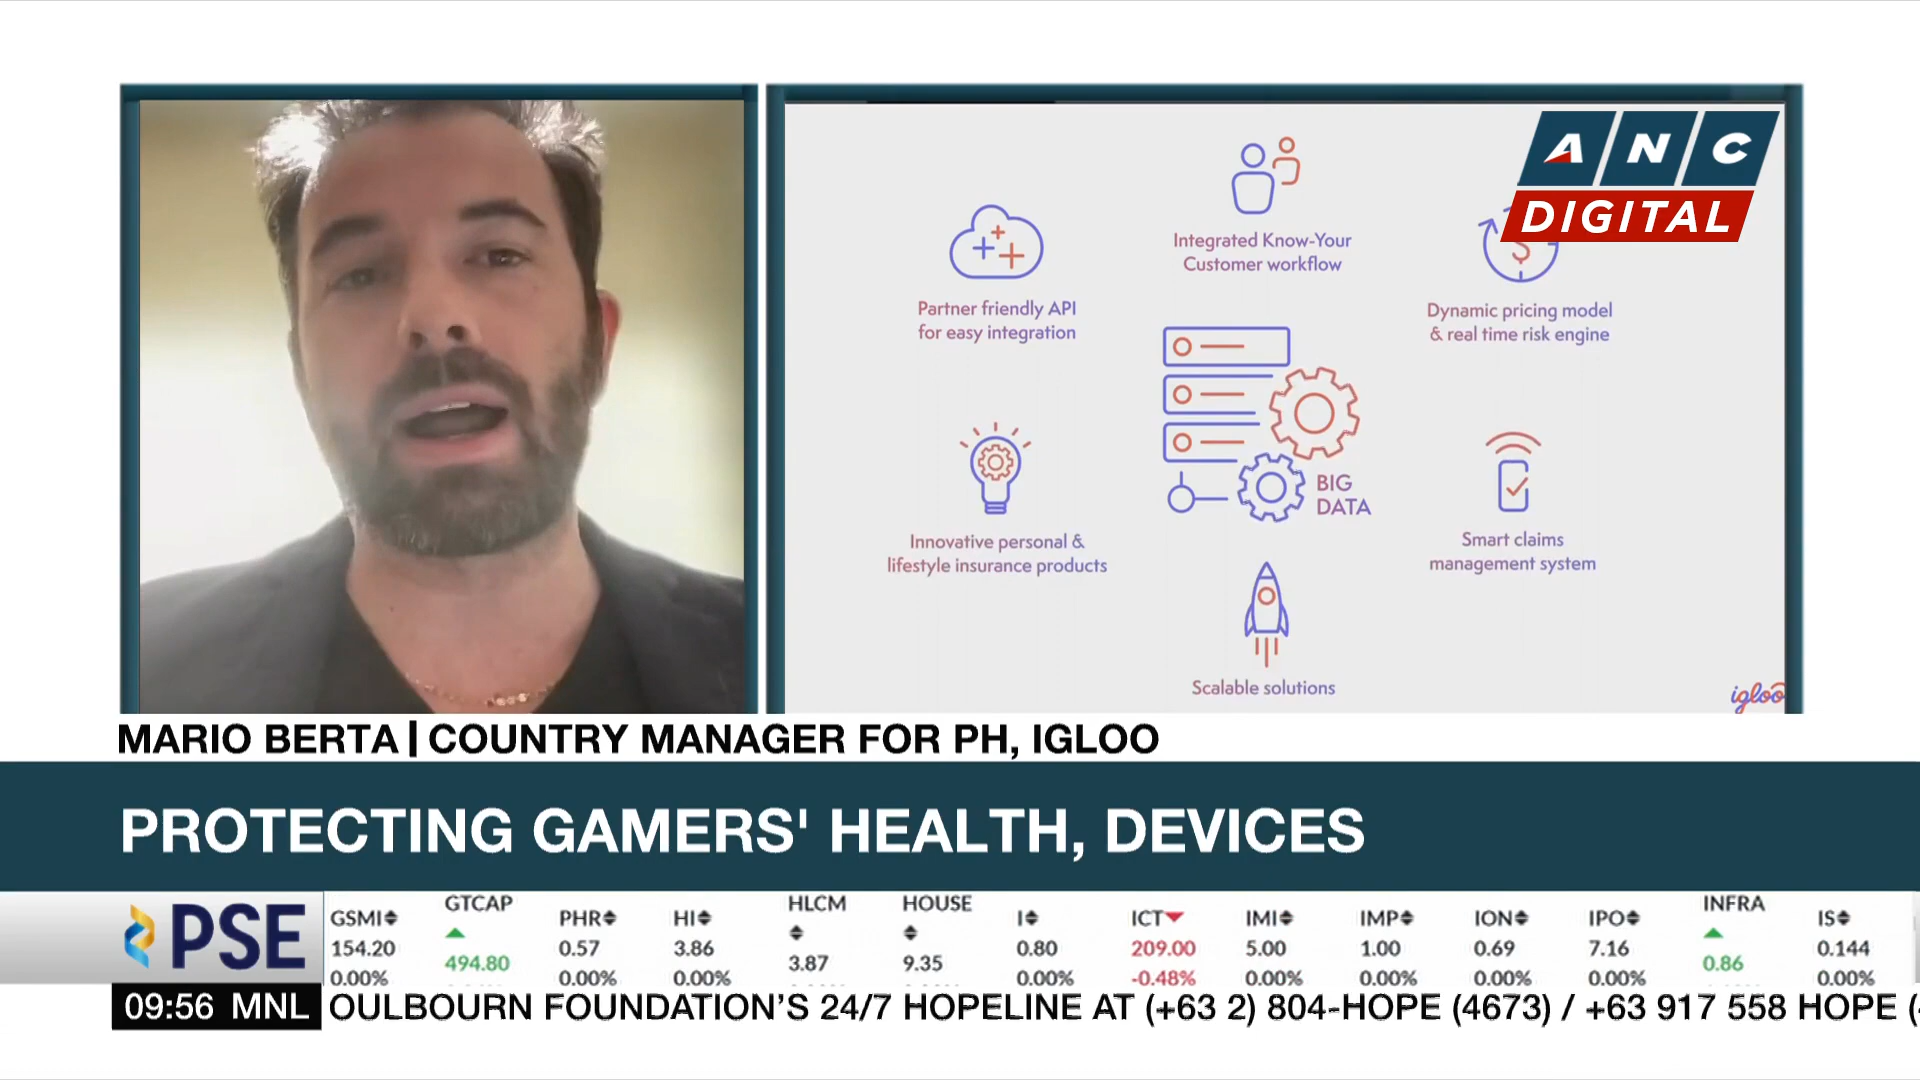 ANC
DIGITAL
Integrated Know-Your
Customer workflow
Partner friendly API
for easy integration
$
Dynamic pricing model
& real time risk engine
BIG
DATA
Innovative personal &
lifestyle insurance products
Smart claims
management system
Scalable solutions
igloo
MARIO BERTA | COUNTRY MANAGER FOR PH, IGLOO
PROTECTING GAMERS' HEALTH, DEVICES
PSE
GSMI 154.20 0.00%
GTCAP 494.80
PHR 0.57 0.00%
HI 3.86 0.00%
HLCM 3.87
HOUSE 9.35
I 0.80 0.00%
ICT 209.00 -0.48%
IMI 5.00 0.00%
IMP 1.00 0.00%
ION 0.69 0.00%
IPO 7.16 0.00%
INFRA 0.86
IS 0.144 0.00%
09:56 MNL
OULBOURN FOUNDATION'S 24/7 HOPELINE AT (+63 2) 804-HOPE (4673) / +63 917 558 HOPE (